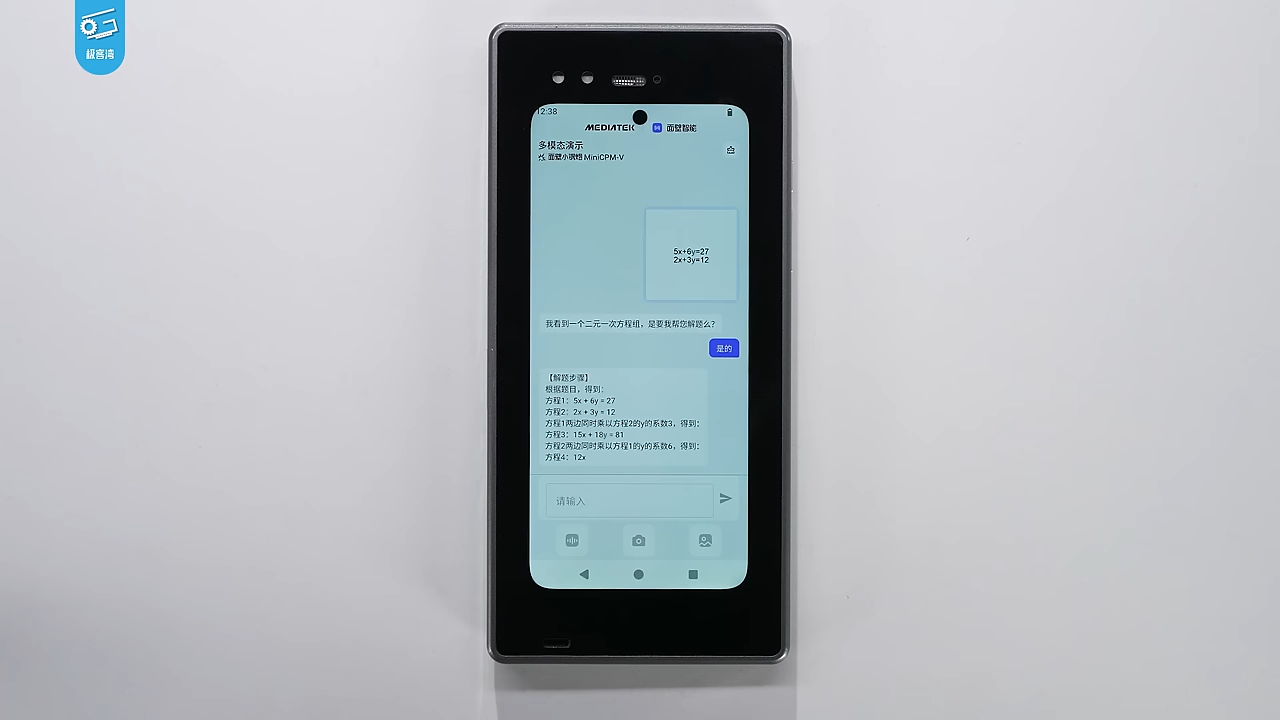 极客湾
12:38
MEDIATEK 面壁智能
多模态演示
面壁小钢炮 MiniCPM-V
5x+6y=27
2x+3y=12
我看到一个二元一次方程组，是要我帮您解题么？
是的
【解题步骤】
根据题目，得到：
方程1：5x + 6y = 27
方程2：2x + 3y = 12
方程1两边同时乘以方程2的y的系数3，得到：
方程3：15x + 18y = 81
方程2两边同时乘以方程1的y的系数6，得到：
方程4：12x
请输入